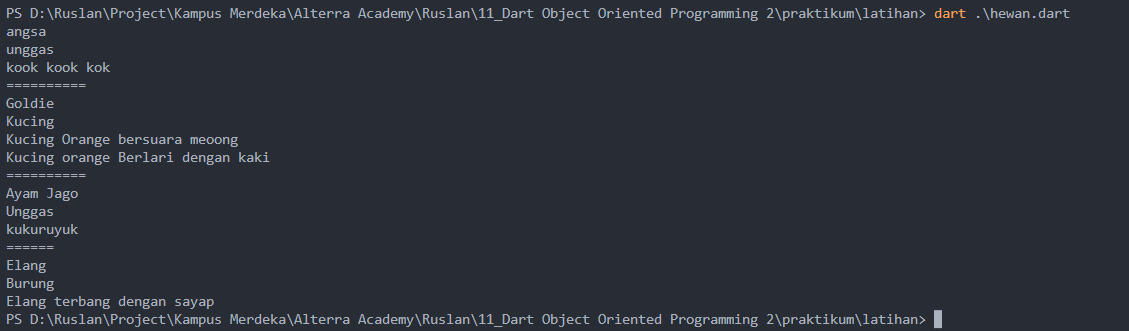 PS D:\Ruslan\Project\Kampus Merdeka\Alterra Academy\Ruslan\11_Dart Object Oriented Programming 2\praktikum\latihan> dart .\hewan.dart
angsa
unggas
kook kook kok
==========
Goldie
Kucing
Kucing Orange bersuara meoong
Kucing orange Berlari dengan kaki
==========
Ayam Jago
Unggas
kukuruyuk
======
Elang
Burung
Elang terbang dengan sayap
PS D:\Ruslan\Project\Kampus Merdeka\Alterra Academy\Ruslan\11_Dart Object Oriented Programming 2\praktikum\latihan>